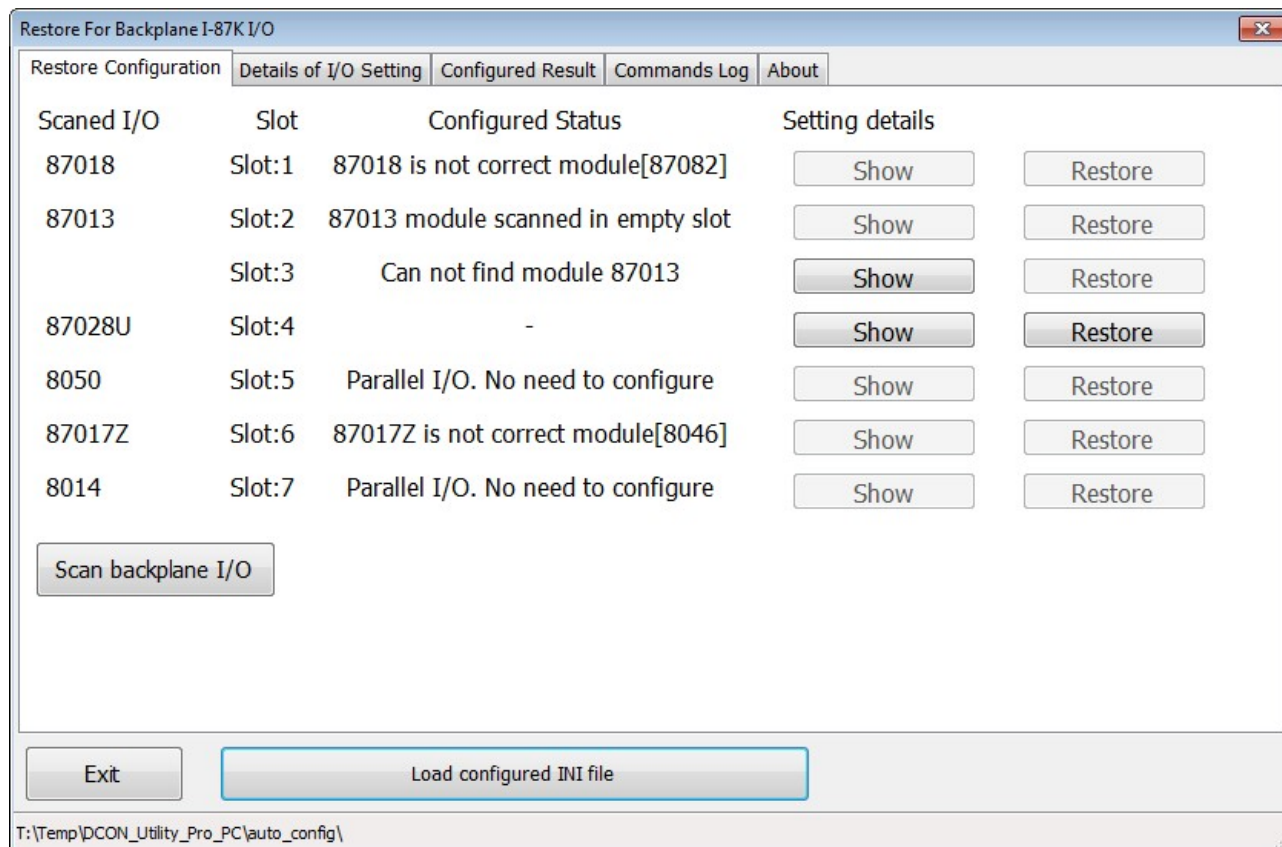 Restore For Backplane I-87K I/O
Restore Configuration Details of I/O Setting Configured Result Commands Log About
Scaned I/O Slot Configured Status Setting details
87018 Slot:1 87018 is not correct module[87082] Show Restore
87013 Slot:2 87013 module scanned in empty slot Show Restore
Slot:3 Can not find module 87013 Show Restore
87028U Slot:4 - Show Restore
8050 Slot:5 Parallel I/O. No need to configure Show Restore
87017Z Slot:6 87017Z is not correct module[8046] Show Restore
8014 Slot:7 Parallel I/O. No need to configure Show Restore
Scan backplane I/O
Exit Load configured INI file
T:\Temp\DCON_Utility_Pro_PC\auto_config\